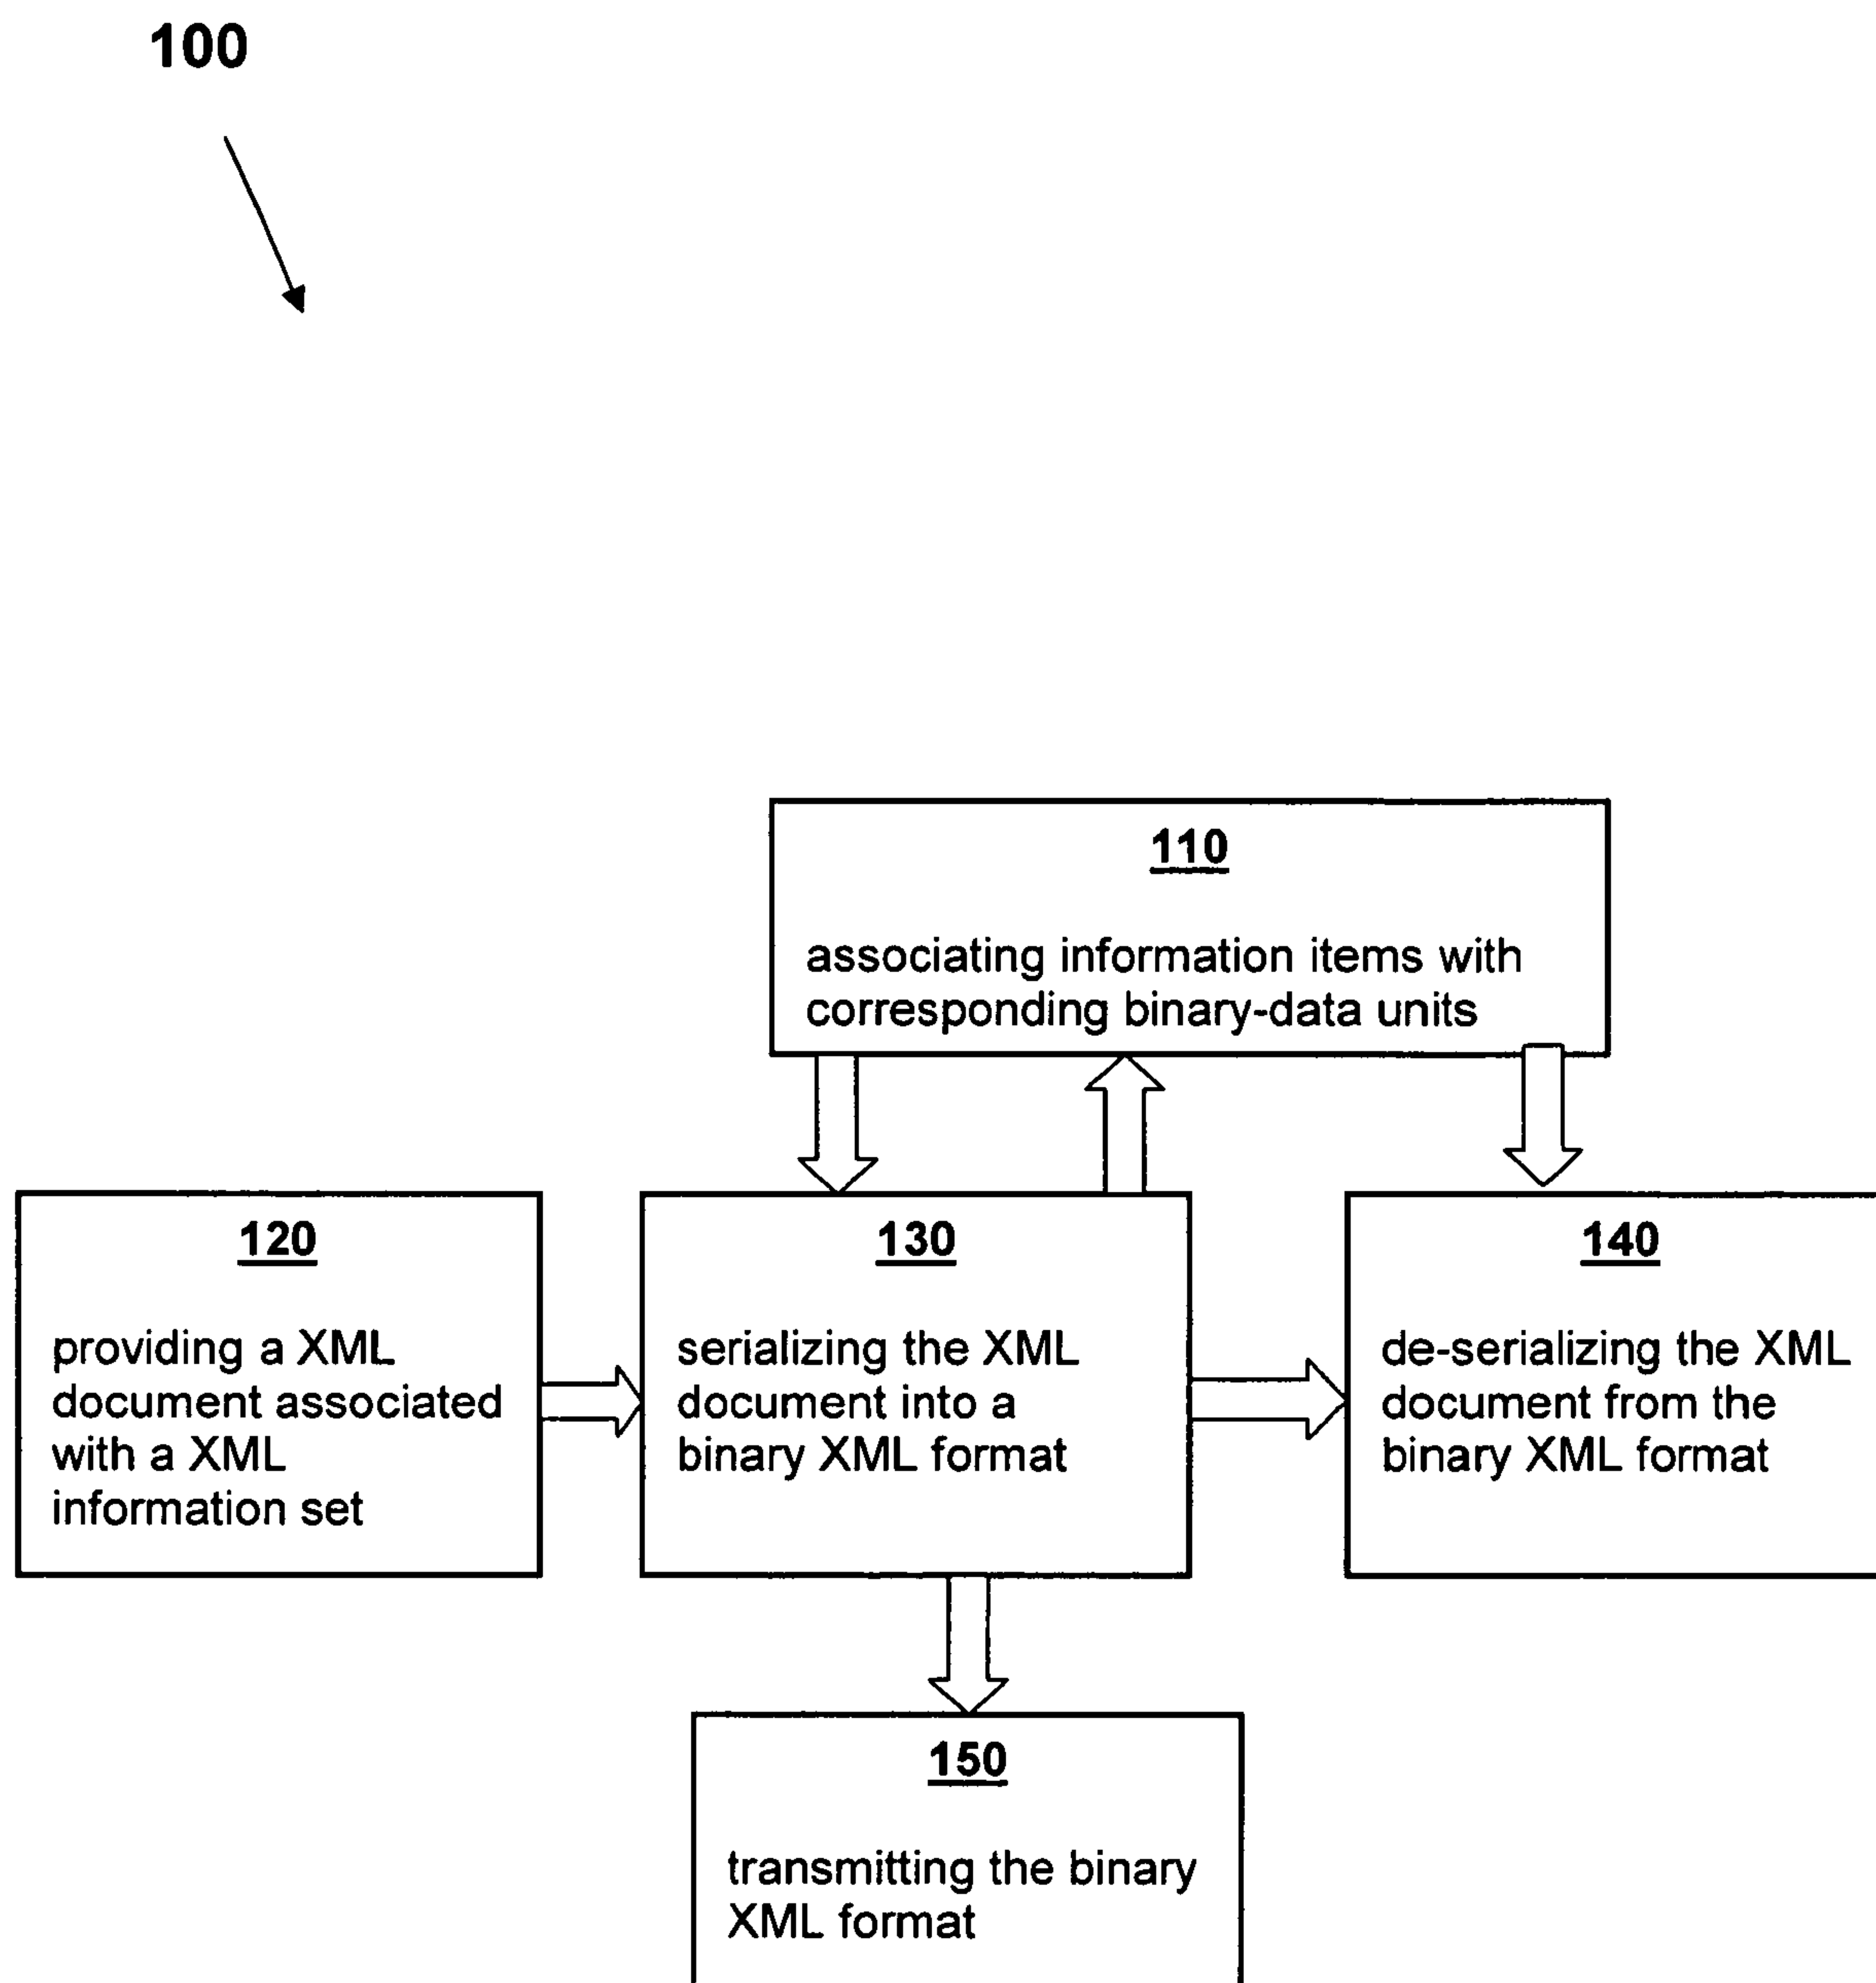 100
110
associating information items with
corresponding binary-data units
120
providing a XML
document associated
with a XML
information set
130
serializing the XML
document into a
binary XML format
140
de-serializing the XML
document from the
binary XML format
150
transmitting the binary
XML format